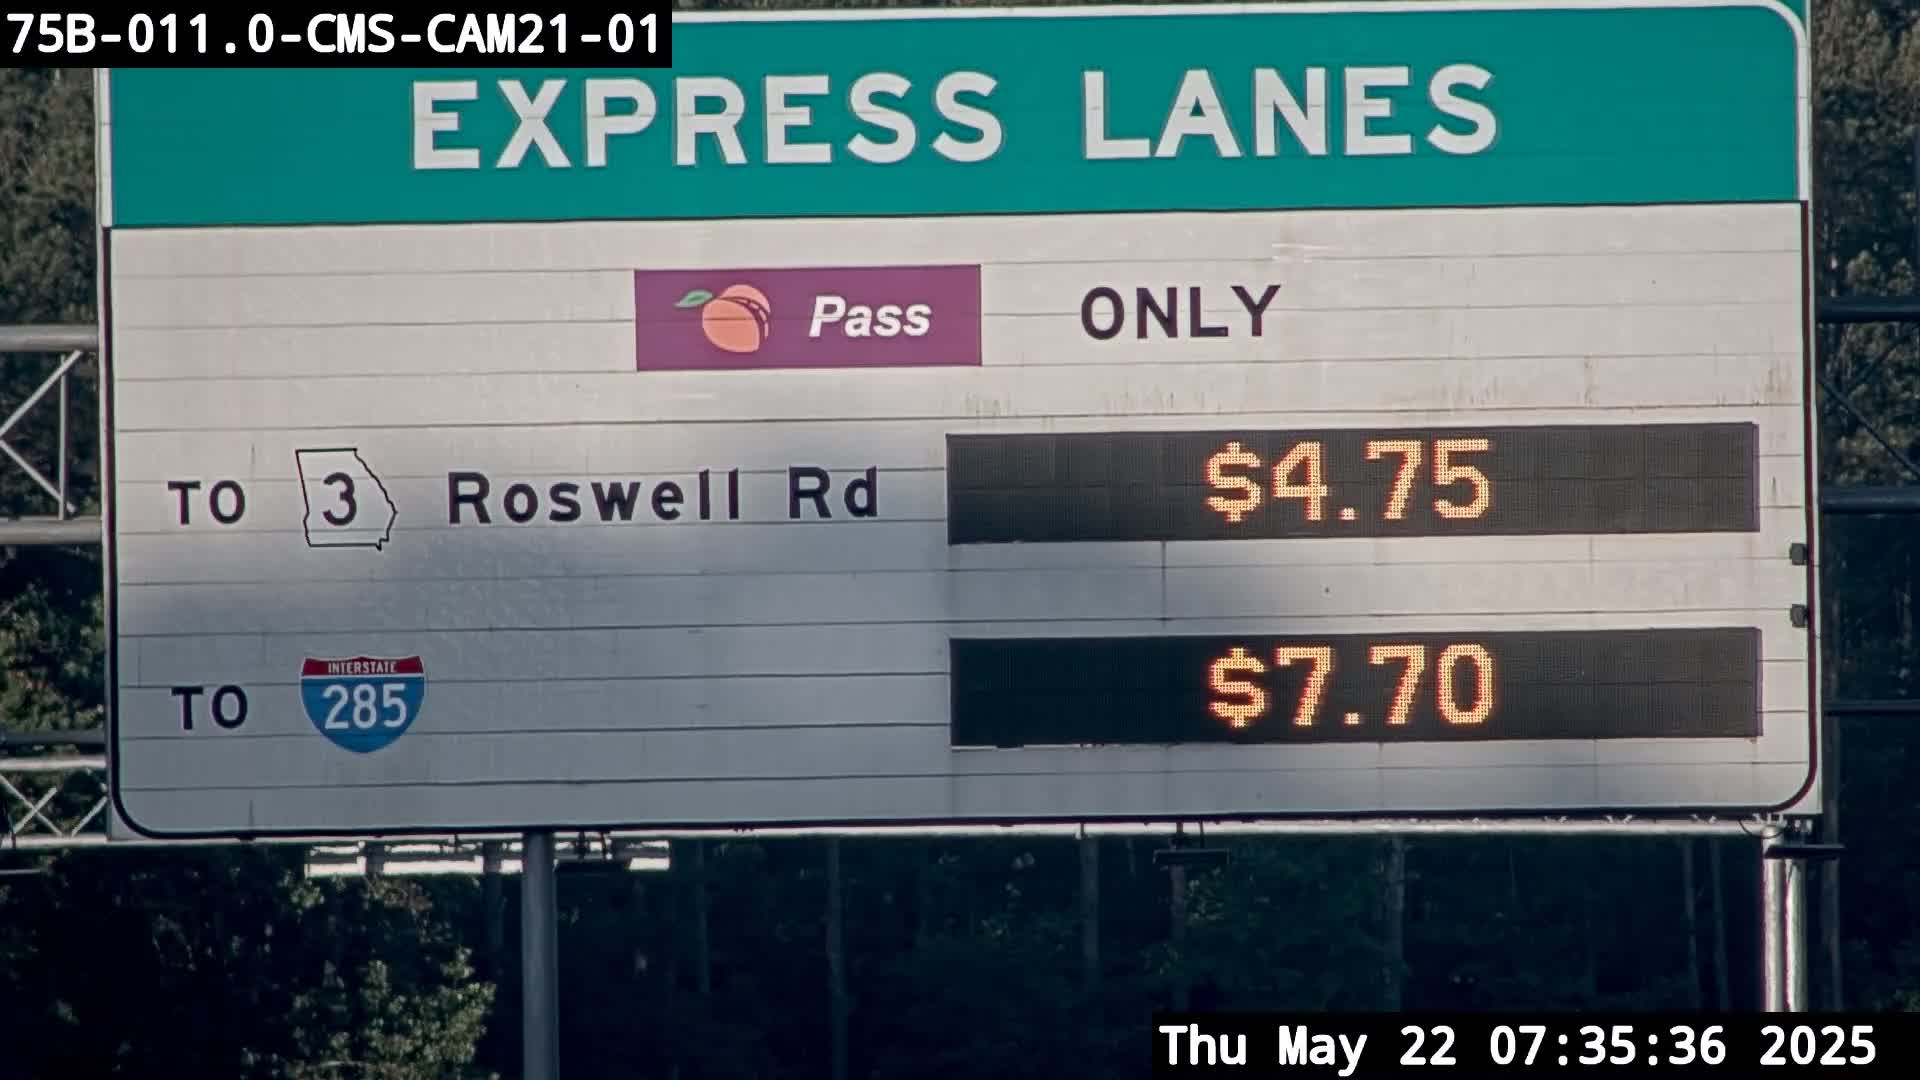 75B-011.0-CMS-CAM21-01
EXPRESS LANES
Pass ONLY
TO 3 Roswell Rd $4.75
TO INTERSTATE 285 $7.70
Thu May 22 07:35:36 2025